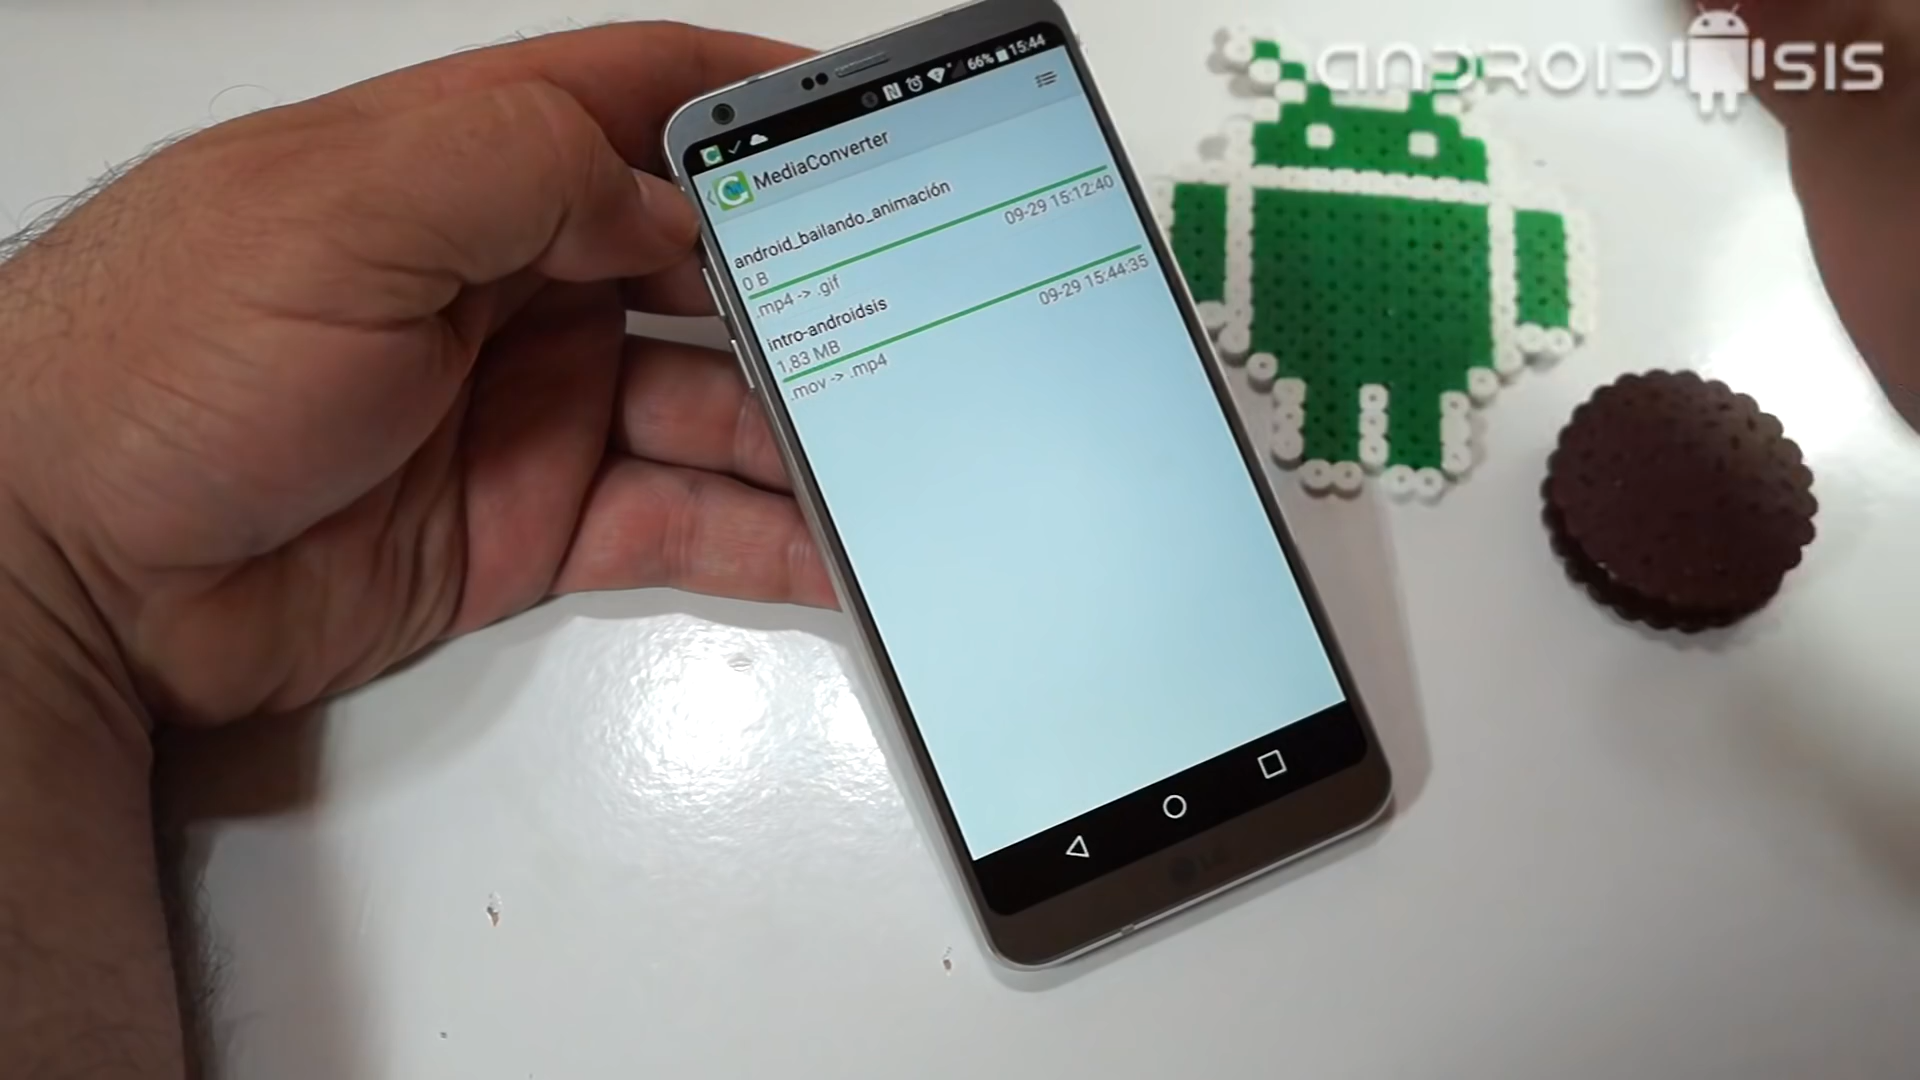 ANDROIDSIS
66% 15:44
MediaConverter
android_bailando_animación
0 B
09-29 15:12:40
.mp4 -> .gif
intro-androidsis
1,83 MB
09-29 15:44:35
.mov -> .mp4